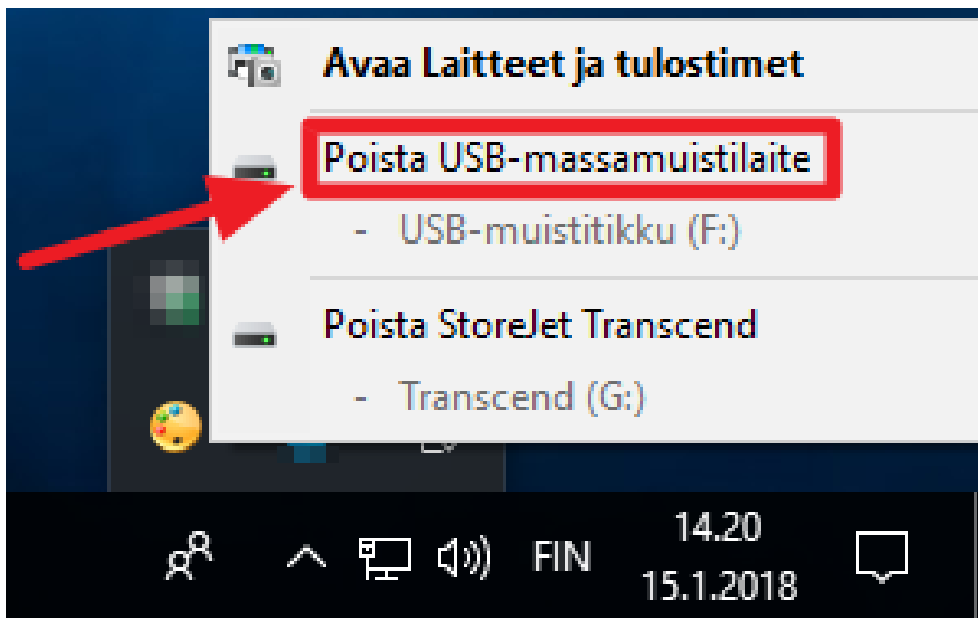 Avaa Laitteet ja tulostimet
Poista USB-massamuistilaite
- USB-muistitikku (F:)
Poista StoreJet Transcend
- Transcend (G:)
FIN
14.20
15.1.2018